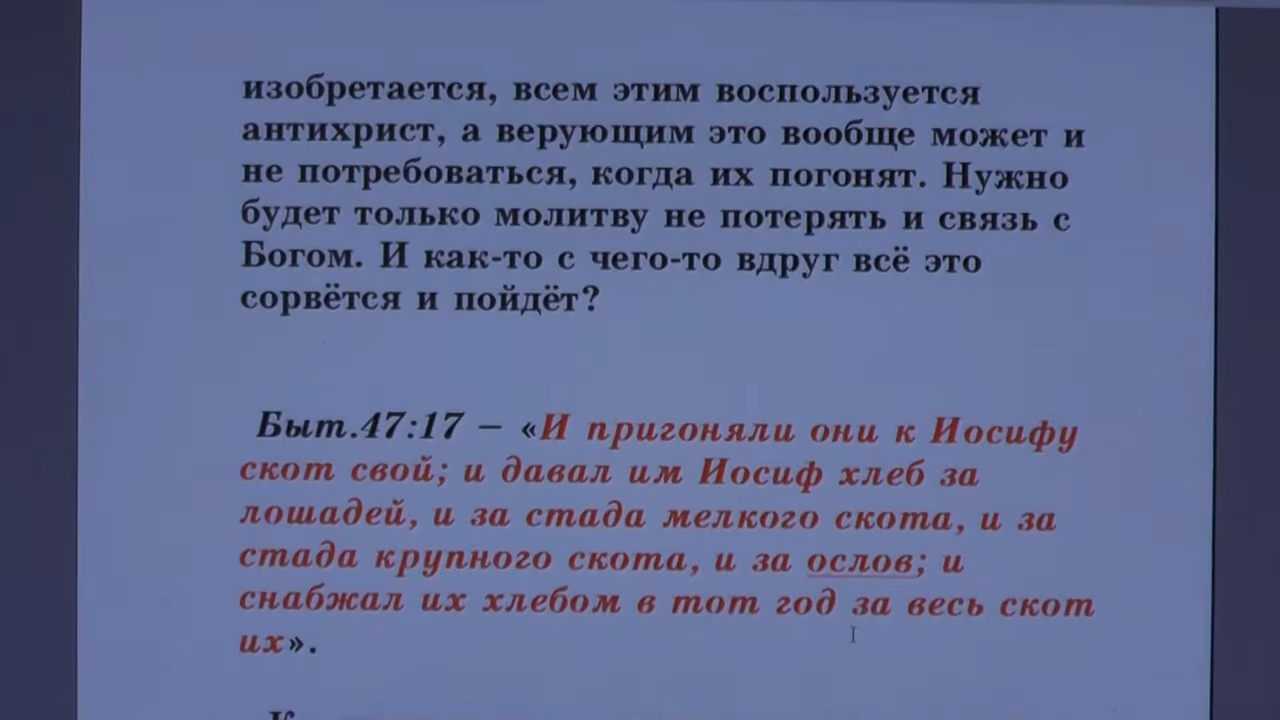 изобретается, всем этим воспользуется
антихрист, а верующим это вообще может и
не потребоваться, когда их погонят. Нужно
будет только молитву не потерять и связь с
Богом. И как-то с чего-то вдруг всё это
сорвётся и пойдёт?
Быт.47:17 – «И пригоняли они к Иосифу
скот свой; и давал им Иосиф хлеб за
лошадей, и за стада мелкого скота, и за
стада крупного скота, и за ослов; и
снабжал их хлебом в тот год за весь скот
их».